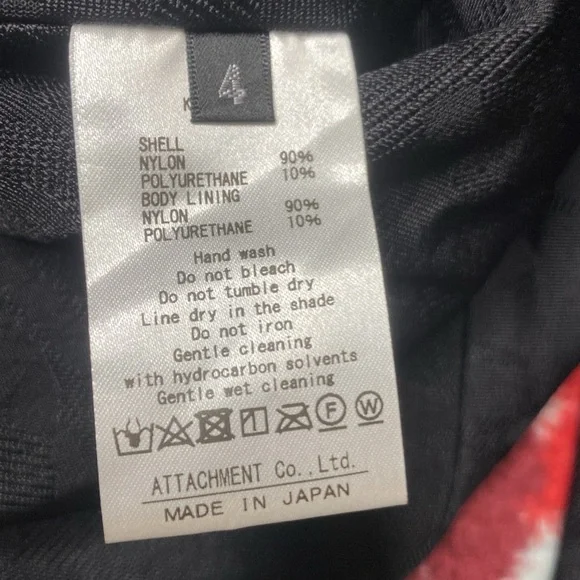 4
K
SHELL
NYLON 90%
POLYURETHANE 10%
BODY LINING
NYLON 90%
POLYURETHANE 10%
Hand wash
Do not bleach
Do not tumble dry
Line dry in the shade
Do not iron
Gentle cleaning
with hydrocarbon solvents
Gentle wet cleaning
F W
ATTACHMENT Co.,Ltd.
MADE IN JAPAN